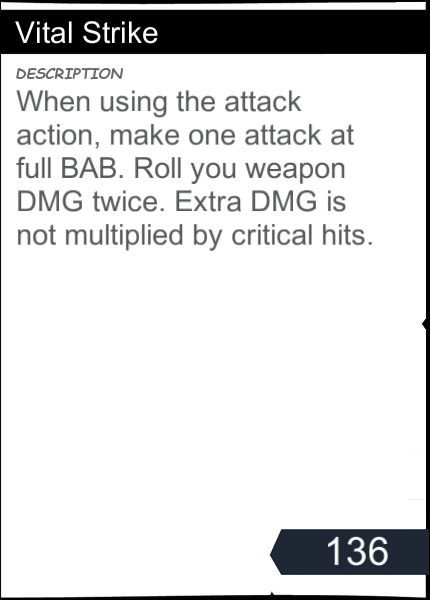 Vital Strike
DESCRIPTION
When using the attack
action, make one attack at
full BAB. Roll you weapon
DMG twice. Extra DMG is
not multiplied by critical hits.
136